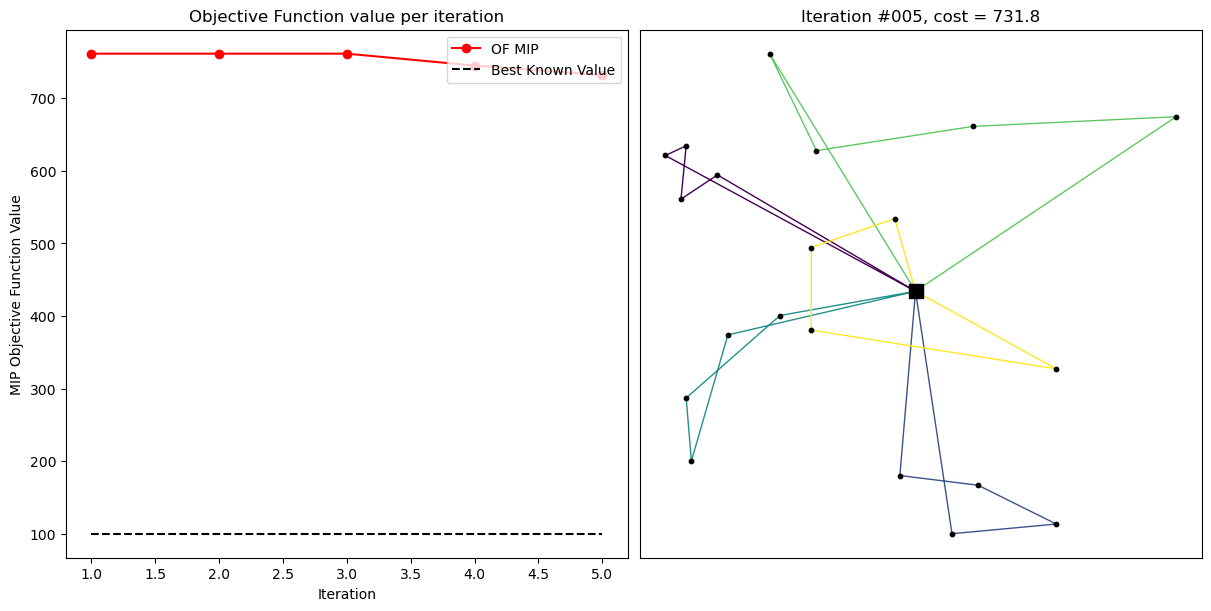 Objective Function value per iteration
OF MIP
Best Known Value
MIP Objective Function Value
700
600
500
400
300
200
100
1.0 1.5 2.0 2.5 3.0 3.5 4.0 4.5 5.0
Iteration
Iteration #005, cost = 731.8